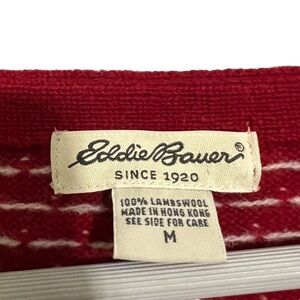 Eddie Bauer®
SINCE 1920
100% LAMBSWOOL
MADE IN HONG KONG
SEE SIDE FOR CARE
M